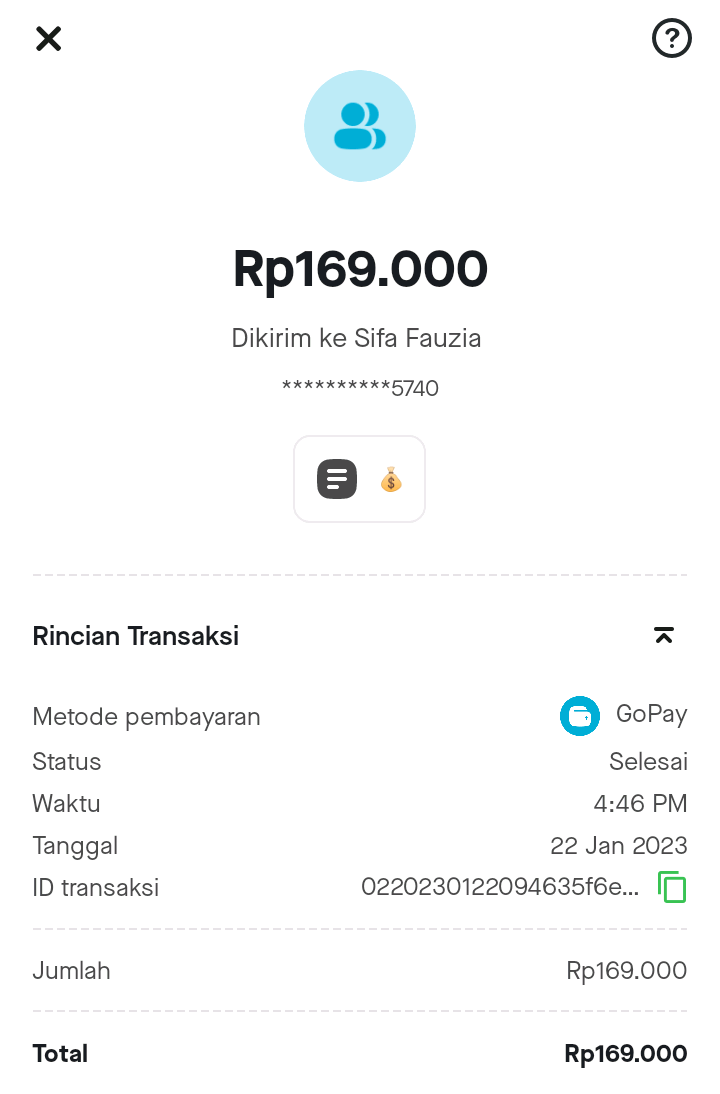 Rp169.000
Dikirim ke Sifa Fauzia
**********5740
Rincian Transaksi
Metode pembayaran GoPay
Status Selesai
Waktu 4:46 PM
Tanggal 22 Jan 2023
ID transaksi 0220230122094635f6e...
Jumlah Rp169.000
Total Rp169.000